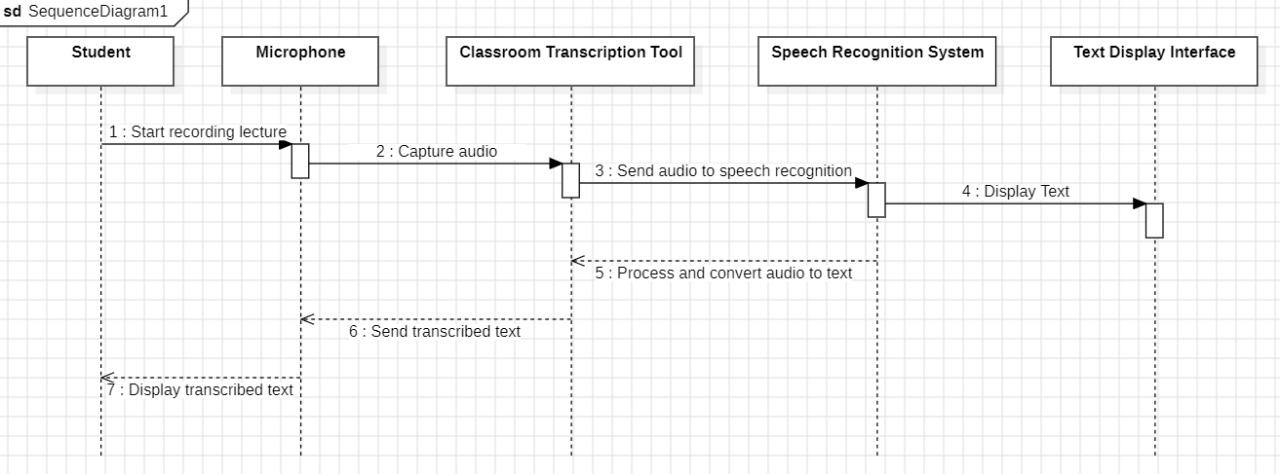 sd SequenceDiagram1
Student
Microphone
Classroom Transcription Tool
Speech Recognition System
Text Display Interface
1 : Start recording lecture
2 : Capture audio
3 : Send audio to speech recognition
4 : Display Text
5 : Process and convert audio to text
6 : Send transcribed text
7 : Display transcribed text